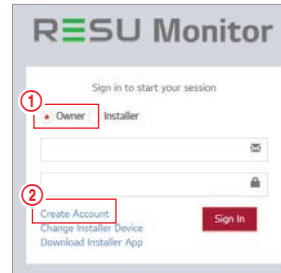 RESU Monitor
Sign in to start your session
①
Owner Installer
②
Create Account
Sign In
Change Installer Device
Download Installer App